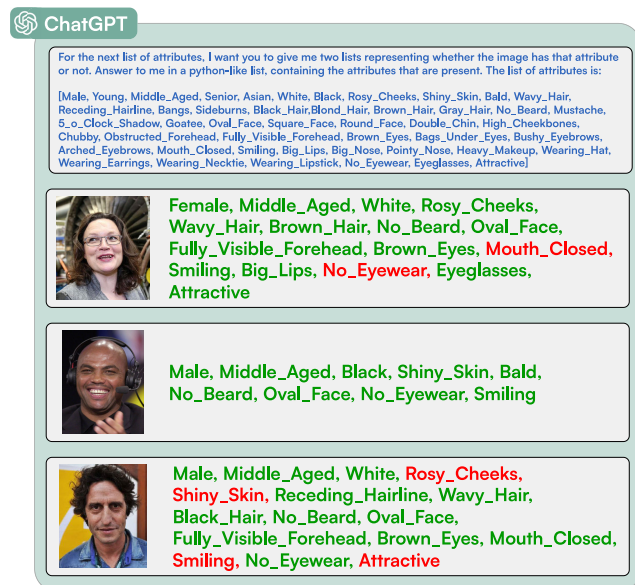 ChatGPT
For the next list of attributes, I want you to give me two lists representing whether the image has that attribute
or not. Answer to me in a python-like list, containing the attributes that are present. The list of attributes is:
[Male, Young, Middle_Aged, Senior, Asian, White, Black, Rosy_Cheeks, Shiny_Skin, Bald, Wavy_Hair,
Receding_Hairline, Bangs, Sideburns, Black_Hair,Blond_Hair, Brown_Hair, Gray_Hair, No_Beard, Mustache,
5_o_Clock_Shadow, Goatee, Oval_Face, Square_Face, Round_Face, Double_Chin, High_Cheekbones,
Chubby, Obstructed_Forehead, Fully_Visible_Forehead, Brown_Eyes, Bags_Under_Eyes, Bushy_Eyebrows,
Arched_Eyebrows, Mouth_Closed, Smiling, Big_Lips, Big_Nose, Pointy_Nose, Heavy_Makeup, Wearing_Hat,
Wearing_Earrings, Wearing_Necktie, Wearing_Lipstick, No_Eyewear, Eyeglasses, Attractive]
Female, Middle_Aged, White, Rosy_Cheeks,
Wavy_Hair, Brown_Hair, No_Beard, Oval_Face,
Fully_Visible_Forehead, Brown_Eyes, Mouth_Closed,
Smiling, Big_Lips, No_Eyewear, Eyeglasses,
Attractive
Male, Middle_Aged, Black, Shiny_Skin, Bald,
No_Beard, Oval_Face, No_Eyewear, Smiling
Male, Middle_Aged, White, Rosy_Cheeks,
Shiny_Skin, Receding_Hairline, Wavy_Hair,
Black_Hair, No_Beard, Oval_Face,
Fully_Visible_Forehead, Brown_Eyes, Mouth_Closed,
Smiling, No_Eyewear, Attractive